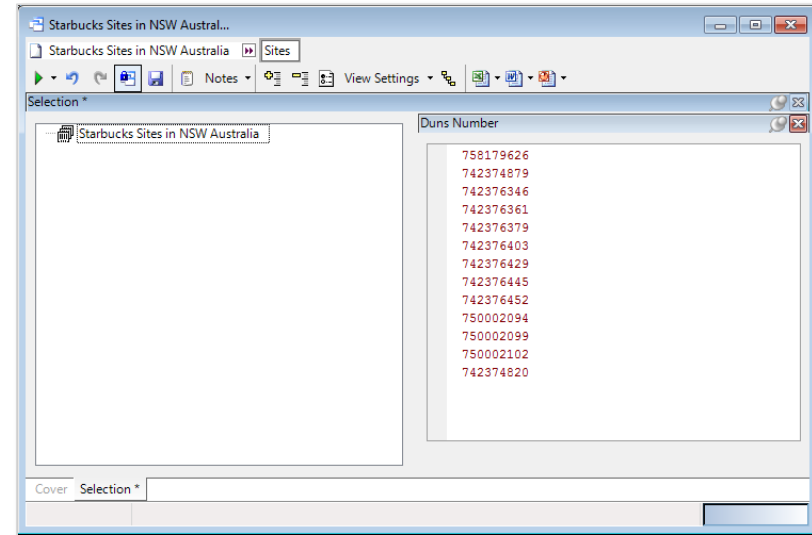 Starbucks Sites in NSW Austral...
Starbucks Sites in NSW Australia Sites
Notes View Settings
Selection *
Starbucks Sites in NSW Australia
Duns Number
758179626
742374879
742376346
742376361
742376379
742376403
742376429
742376445
742376452
750002094
750002099
750002102
742374820
Cover Selection *